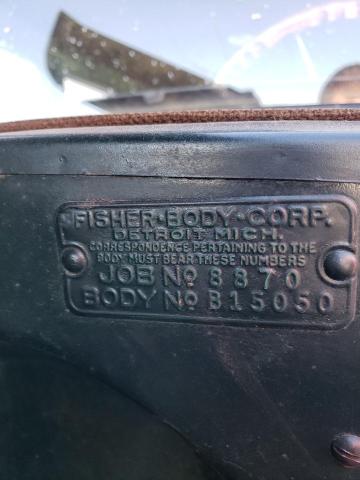 FISHER·BODY·CORP.
DETROIT MICH.
CORRESPONDENCE PERTAINING TO THE
BODY MUST BEAR THESE NUMBERS
JOB No 8870
BODY No B15050